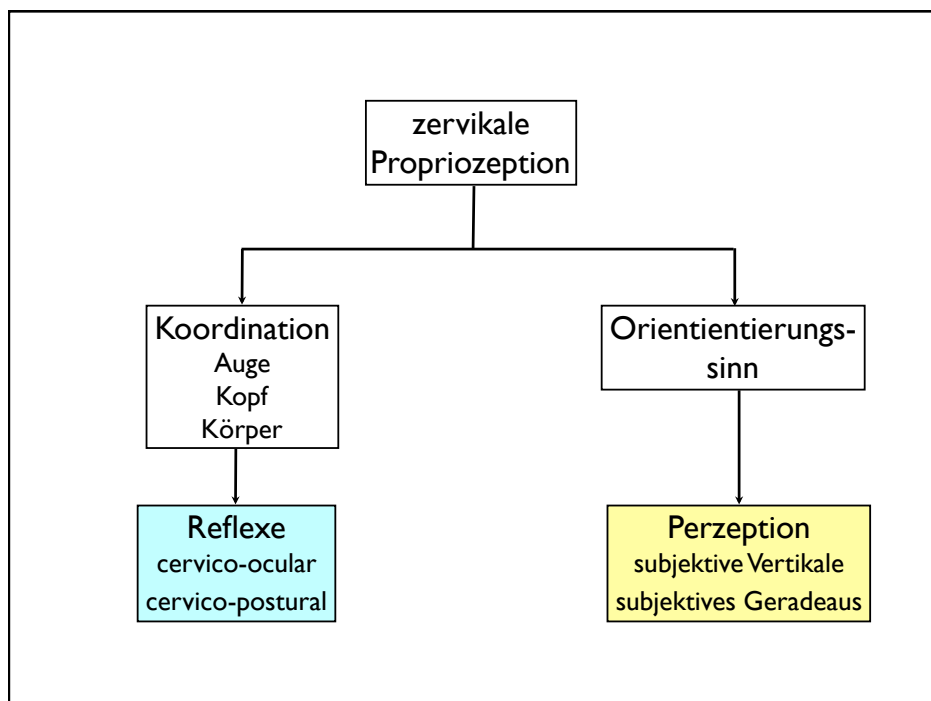 zervikale
Propriozeption
Koordination
Auge
Kopf
Körper
Orientientierungs-
sinn
Reflexe
cervico-ocular
cervico-postural
Perzeption
subjektive Vertikale
subjektives Geradeaus